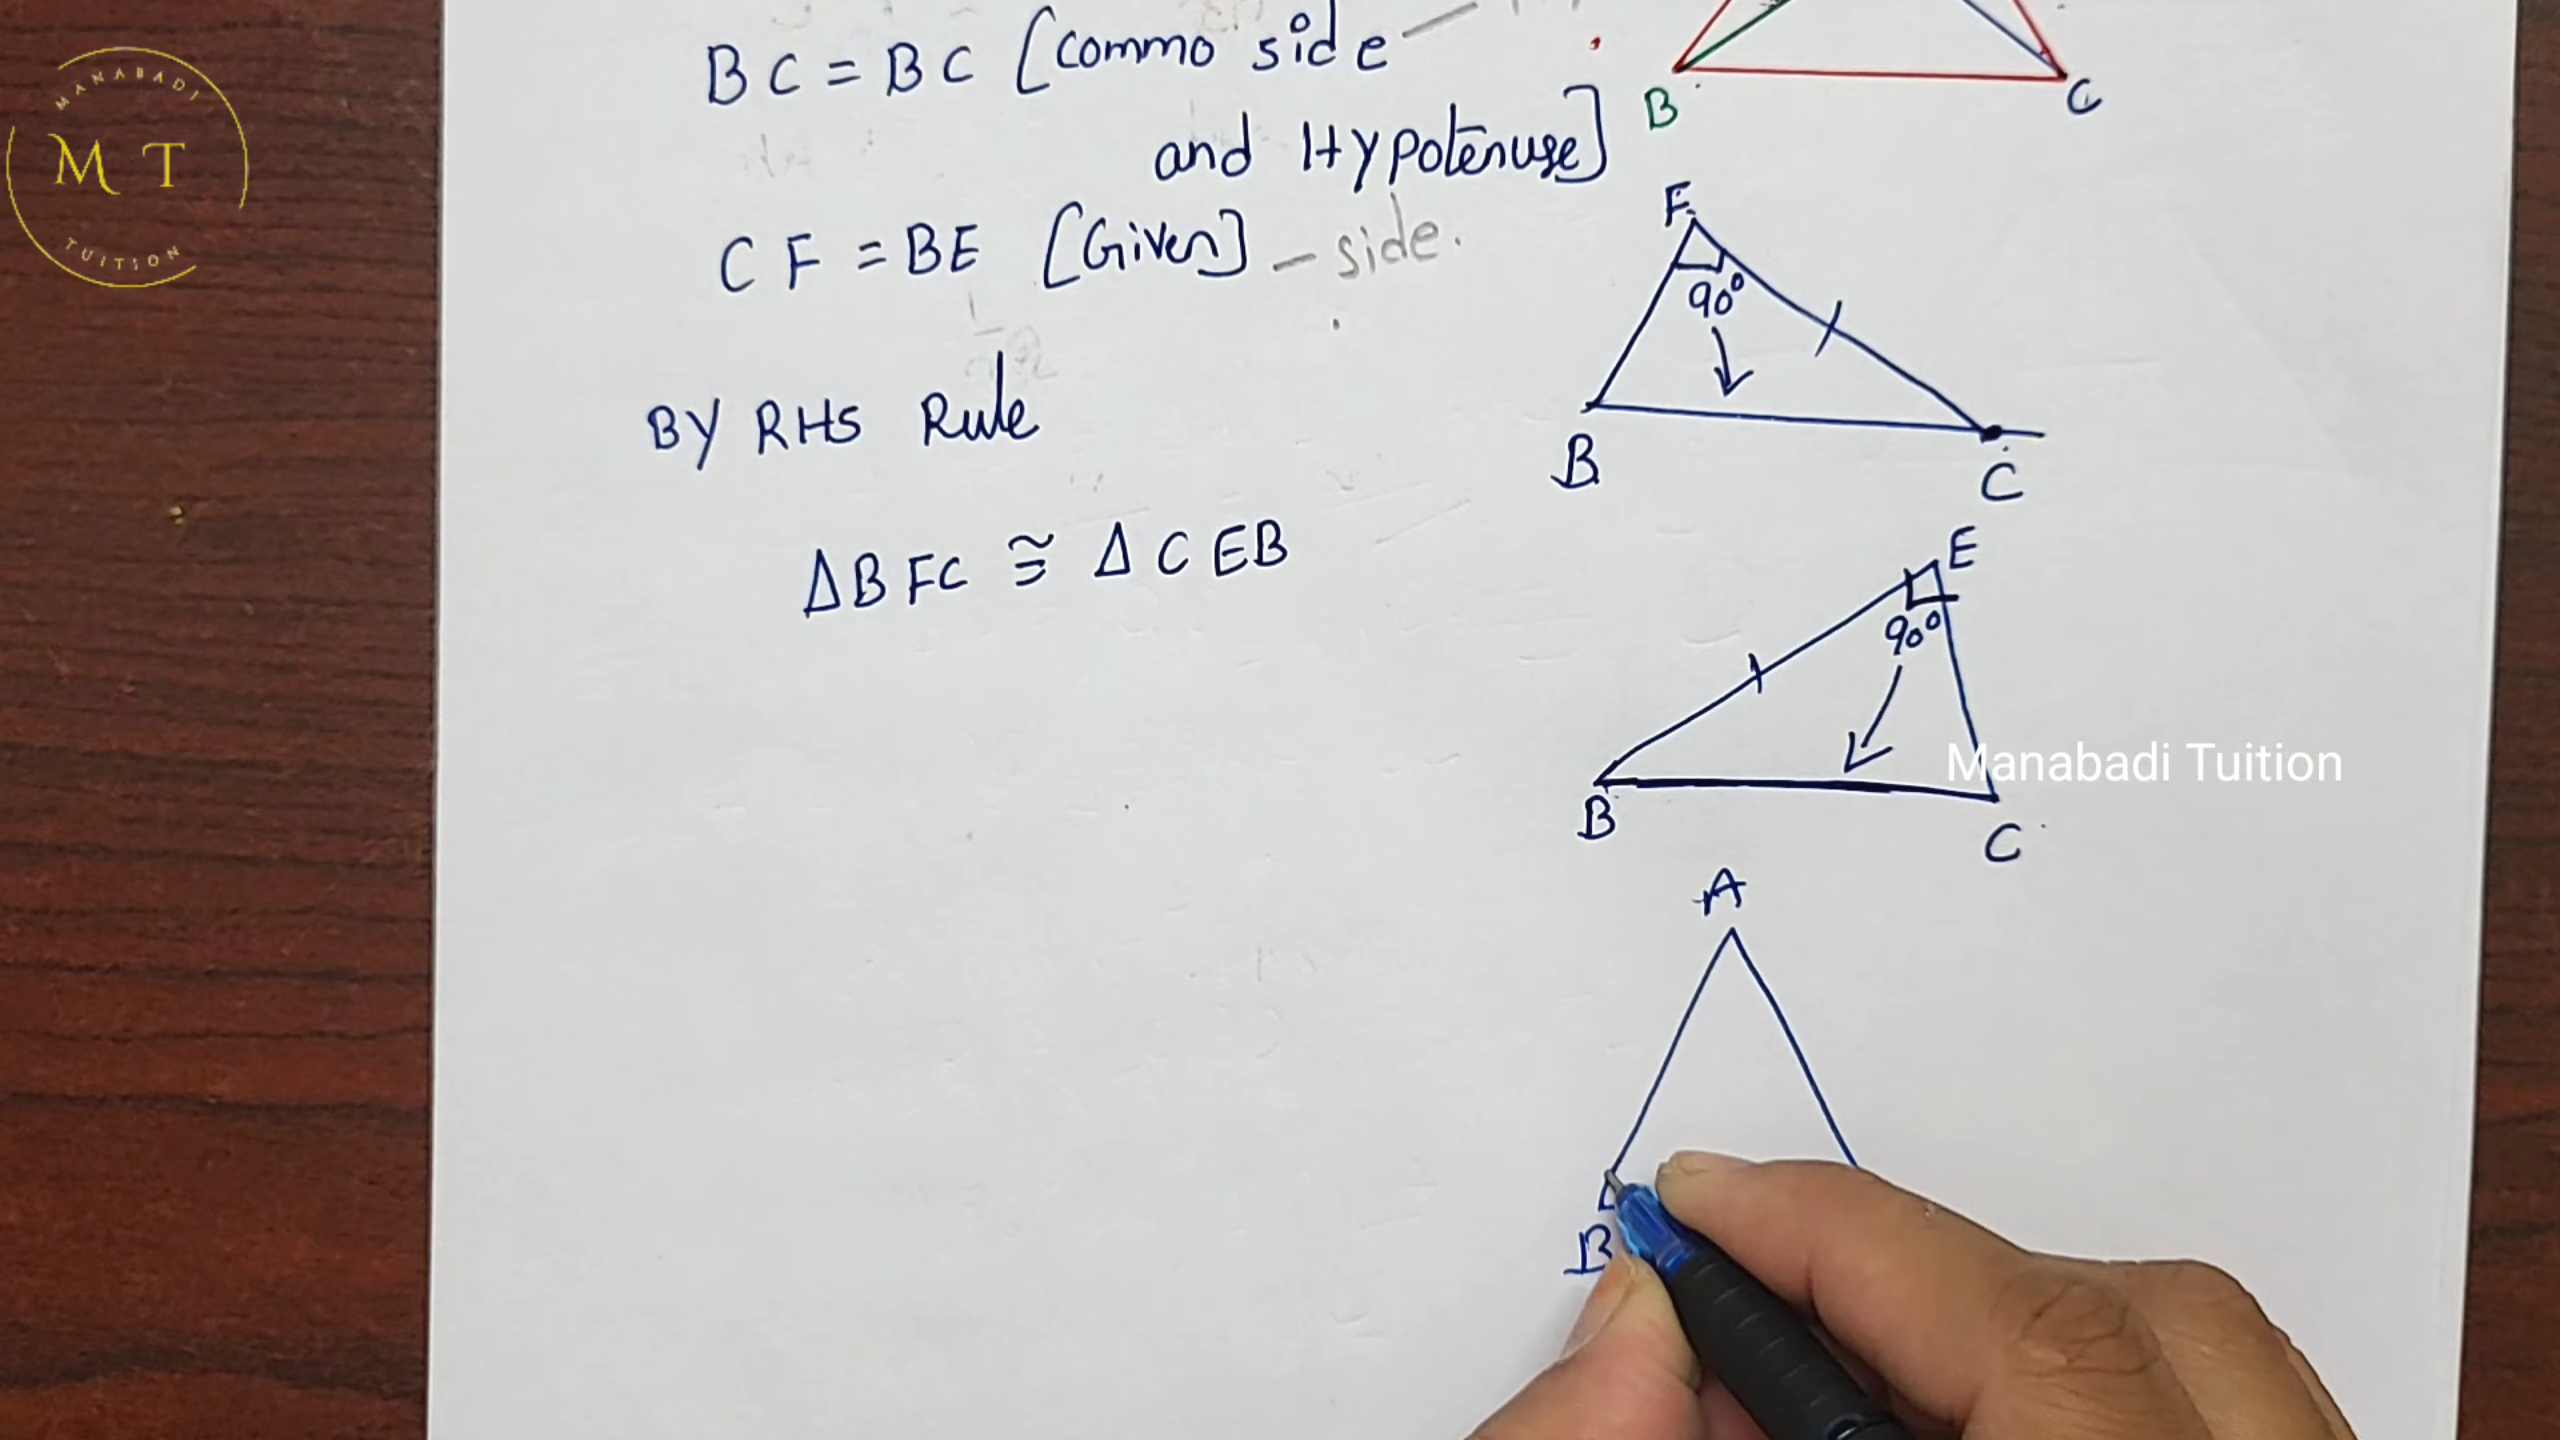 MANABADI
M T
TUITION
BC = BC [Commo side –
and Hypotenuse]
CF = BE [Given] – side.
BY RHS Rule
ΔBFC ≅ ΔCEB
B
C
F
90°
B
C
E
90°
Manabadi Tuition
B
C
A
B